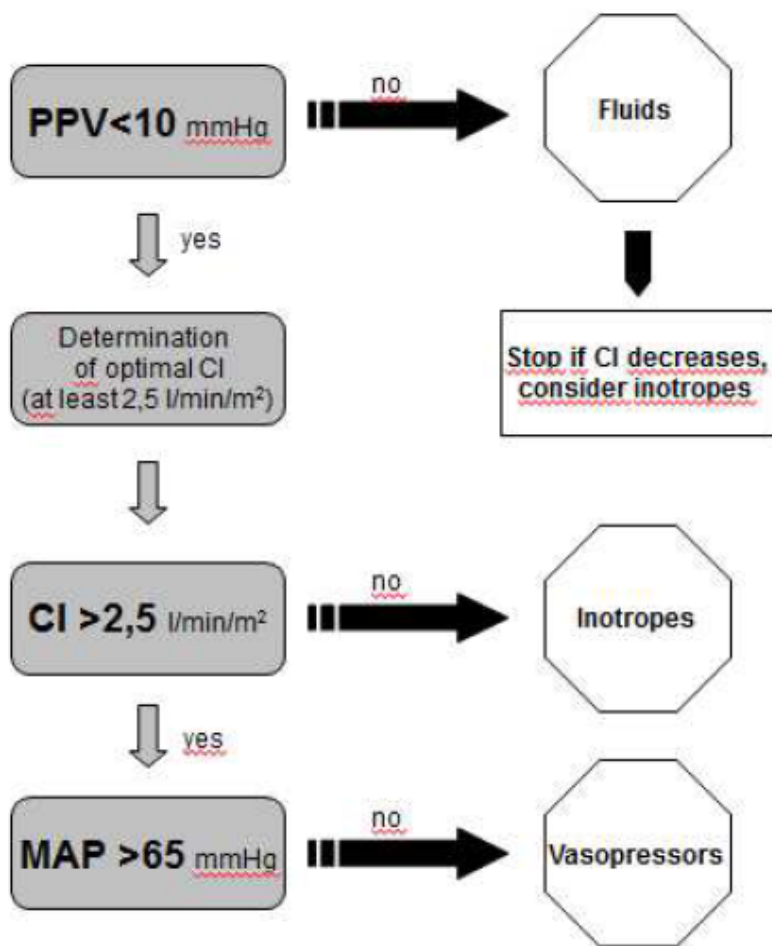 PPV<10 mmHg
no
Fluids
yes
Determination
of optimal CI
(at least 2,5 l/min/m²)
Stop if CI decreases,
consider inotropes
CI >2,5 l/min/m²
no
Inotropes
yes
MAP >65 mmHg
no
Vasopressors